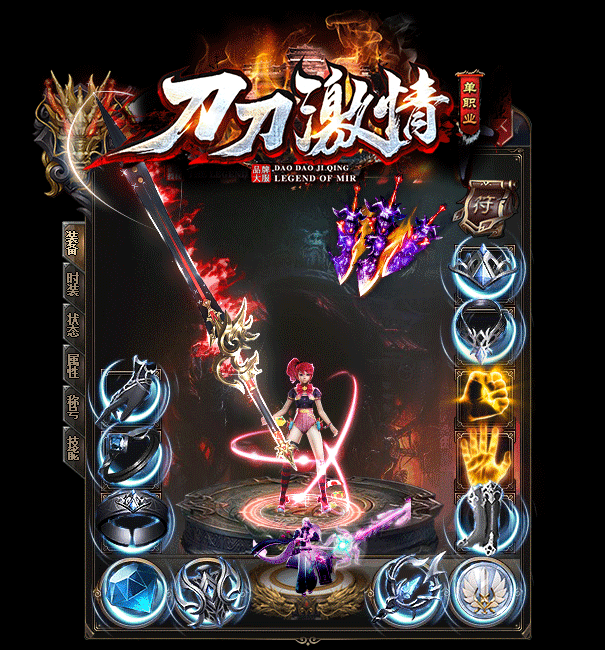 刀刀激情
单职业
品牌
大服
DAO DAO JI.QING
LEGEND OF MIR
符
装备
时装
状态
属性
称号
技能